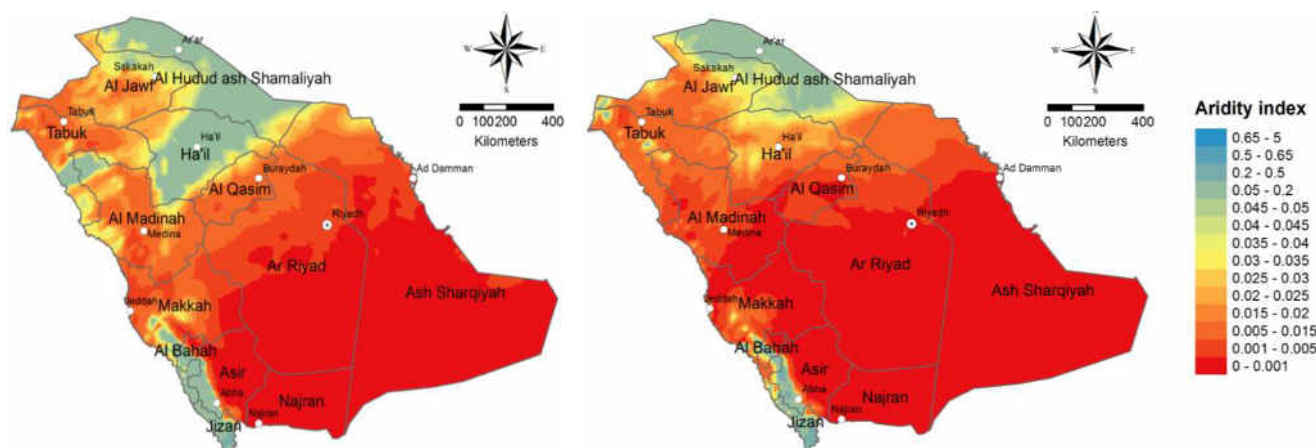 Ar'ar
Sakakah
Al Jawf
Al Hudud ash Shamaliyah
Tabuk
Tabuk
Ha'il
Ha'il
Buraydah
Al Qasim
Ad Damman
Al Madinah
Medina
Riyadh
Ar Riyad
Ash Sharqiyah
Jeddah
Makkah
Al Bahah
Asir
Abha
Najran
Najran
Jizan
N
W E
S
0 100200 400
Kilometers
Ar'ar
Sakakah
Al Jawf
Al Hudud ash Shamaliyah
Tabuk
Tabuk
Ha'il
Ha'il
Buraydah
Al Qasim
Ad Damman
Al Madinah
Medina
Riyadh
Ar Riyad
Ash Sharqiyah
Jeddah
Makkah
Al Bahah
Asir
Abha
Najran
Najran
Jizan
N
W E
S
0 100200 400
Kilometers
Aridity index
0.65 - 5
0.5 - 0.65
0.2 - 0.5
0.05 - 0.2
0.045 - 0.05
0.04 - 0.045
0.035 - 0.04
0.03 - 0.035
0.025 - 0.03
0.02 - 0.025
0.015 - 0.02
0.005 - 0.015
0.001 - 0.005
0 - 0.001